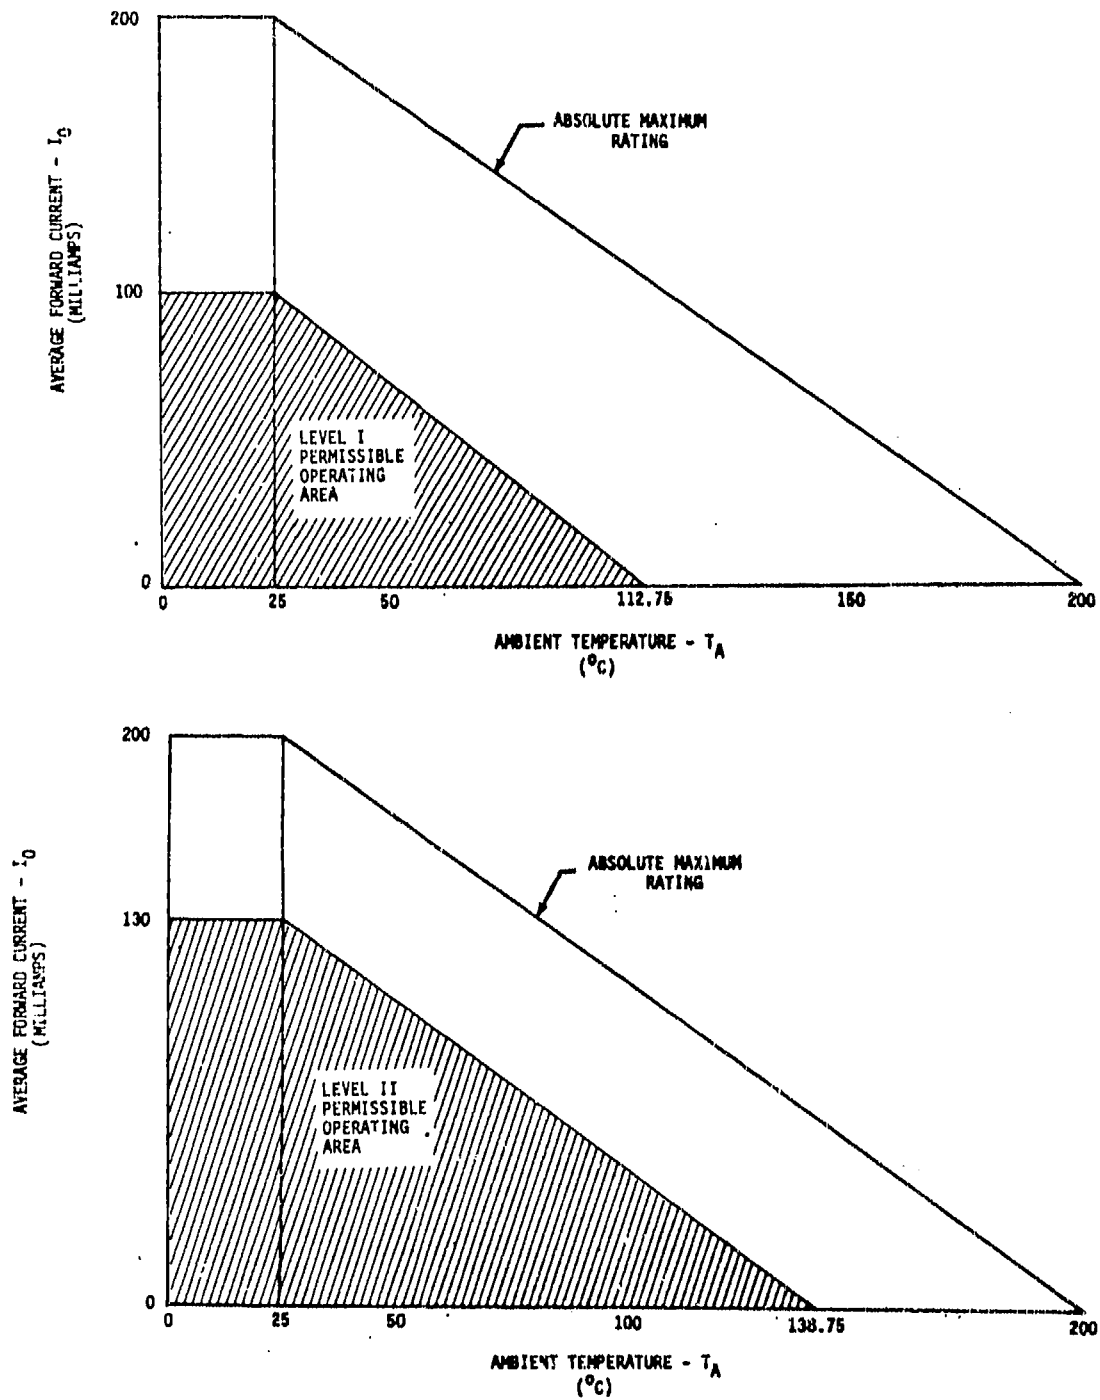 200
100
0
AVERAGE FORWARD CURRENT - I0
(MILLIAMPS)
ABSOLUTE MAXIMUM
RATING
LEVEL I
PERMISSIBLE
OPERATING
AREA
0
25
50
112.75
150
200
AMBIENT TEMPERATURE - TA
(°C)
200
130
0
AVERAGE FORWARD CURRENT - I0
(MILLIAMPS)
ABSOLUTE MAXIMUM
RATING
LEVEL II
PERMISSIBLE
OPERATING
AREA
0
25
50
100
138.75
200
AMBIENT TEMPERATURE - TA
(°C)